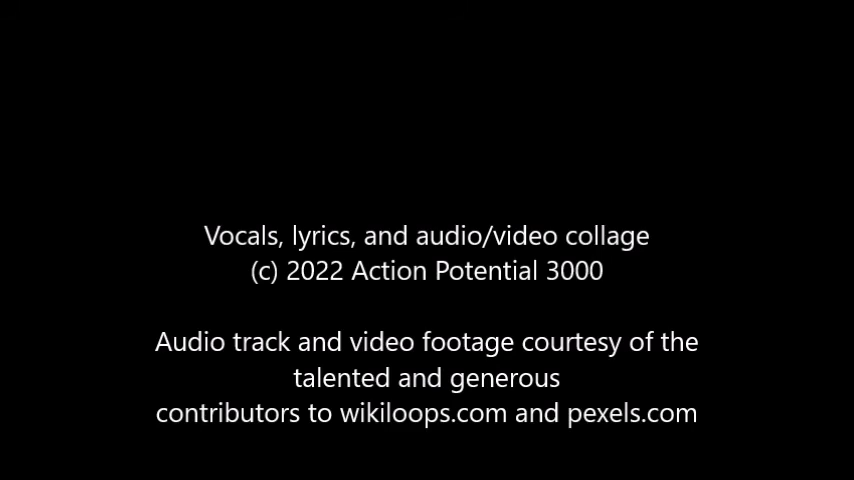 Vocals, lyrics, and audio/video collage
(c) 2022 Action Potential 3000
Audio track and video footage courtesy of the
talented and generous
contributors to wikiloops.com and pexels.com